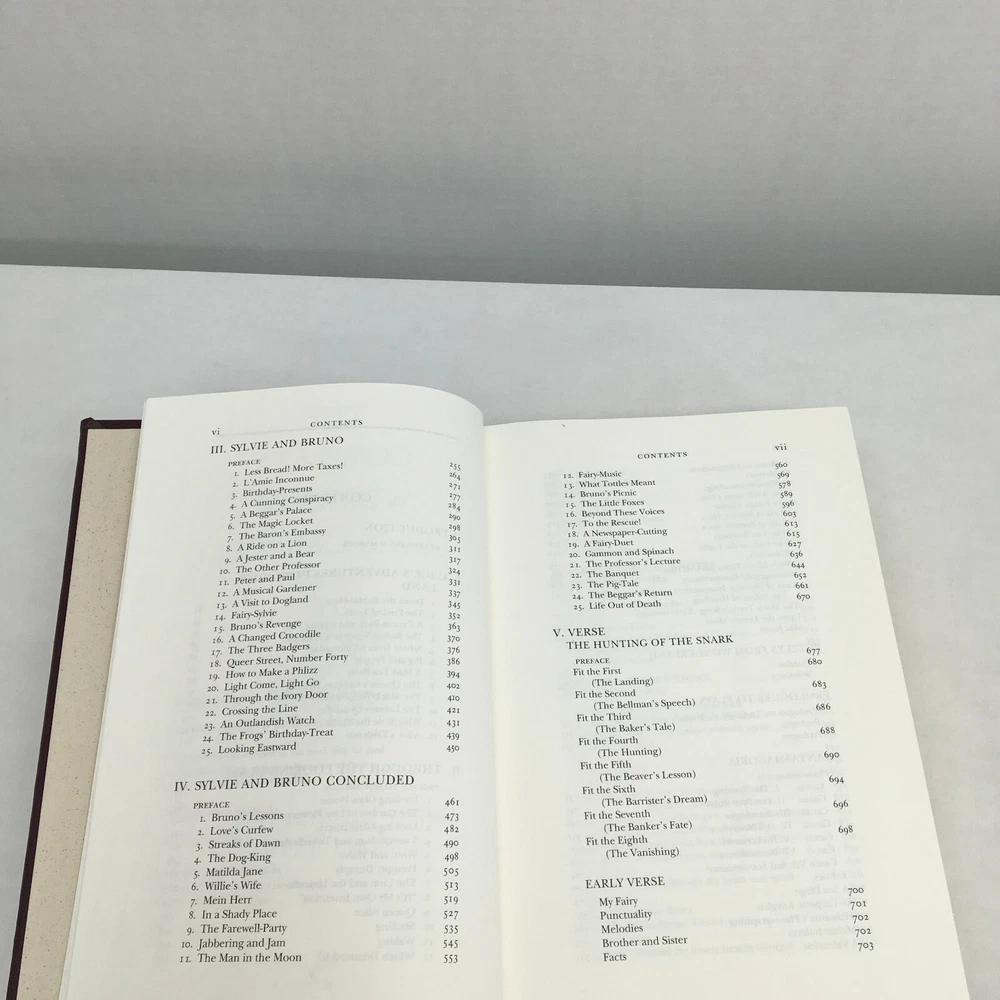 vi CONTENTS
III. SYLVIE AND BRUNO
PREFACE 255
1. Less Bread! More Taxes! 264
2. L'Amie Inconnue 271
3. Birthday-Presents 277
4. A Cunning Conspiracy 284
5. A Beggar's Palace 290
6. The Magic Locket 298
7. The Baron's Embassy 305
8. A Ride on a Lion 311
9. A Jester and a Bear 317
10. The Other Professor 324
11. Peter and Paul 331
12. A Musical Gardener 337
13. A Visit to Dogland 345
14. Fairy-Sylvie 352
15. Bruno's Revenge 363
16. A Changed Crocodile 370
17. The Three Badgers 376
18. Queer Street, Number Forty 386
19. How to Make a Phlizz 394
20. Light Come, Light Go 402
21. Through the Ivory Door 410
22. Crossing the Line 421
23. An Outlandish Watch 431
24. The Frogs' Birthday-Treat 439
25. Looking Eastward 450
IV. SYLVIE AND BRUNO CONCLUDED
PREFACE 461
1. Bruno's Lessons 473
2. Love's Curfew 482
3. Streaks of Dawn 490
4. The Dog-King 498
5. Matilda Jane 505
6. Willie's Wife 513
7. Mein Herr 519
8. In a Shady Place 527
9. The Farewell-Party 535
10. Jabbering and Jam 545
11. The Man in the Moon 553
CONTENTS vii
12. Fairy-Music 560
13. What Tottles Meant 569
14. Bruno's Picnic 578
15. The Little Foxes 589
16. Beyond These Voices 596
17. To the Rescue! 603
18. A Newspaper-Cutting 613
19. A Fairy-Duet 615
20. Gammon and Spinach 627
21. The Professor's Lecture 636
22. The Banquet 644
23. The Pig-Tale 652
24. The Beggar's Return 661
25. Life Out of Death 670
V. VERSE
THE HUNTING OF THE SNARK
PREFACE 677
Fit the First 680
(The Landing)
Fit the Second 683
(The Bellman's Speech)
Fit the Third 686
(The Baker's Tale)
Fit the Fourth 688
(The Hunting)
Fit the Fifth 690
(The Beaver's Lesson)
Fit the Sixth 694
(The Barrister's Dream)
Fit the Seventh 696
(The Banker's Fate)
Fit the Eighth 698
(The Vanishing)
EARLY VERSE
My Fairy 700
Punctuality 701
Melodies 702
Brother and Sister 702
Facts 703